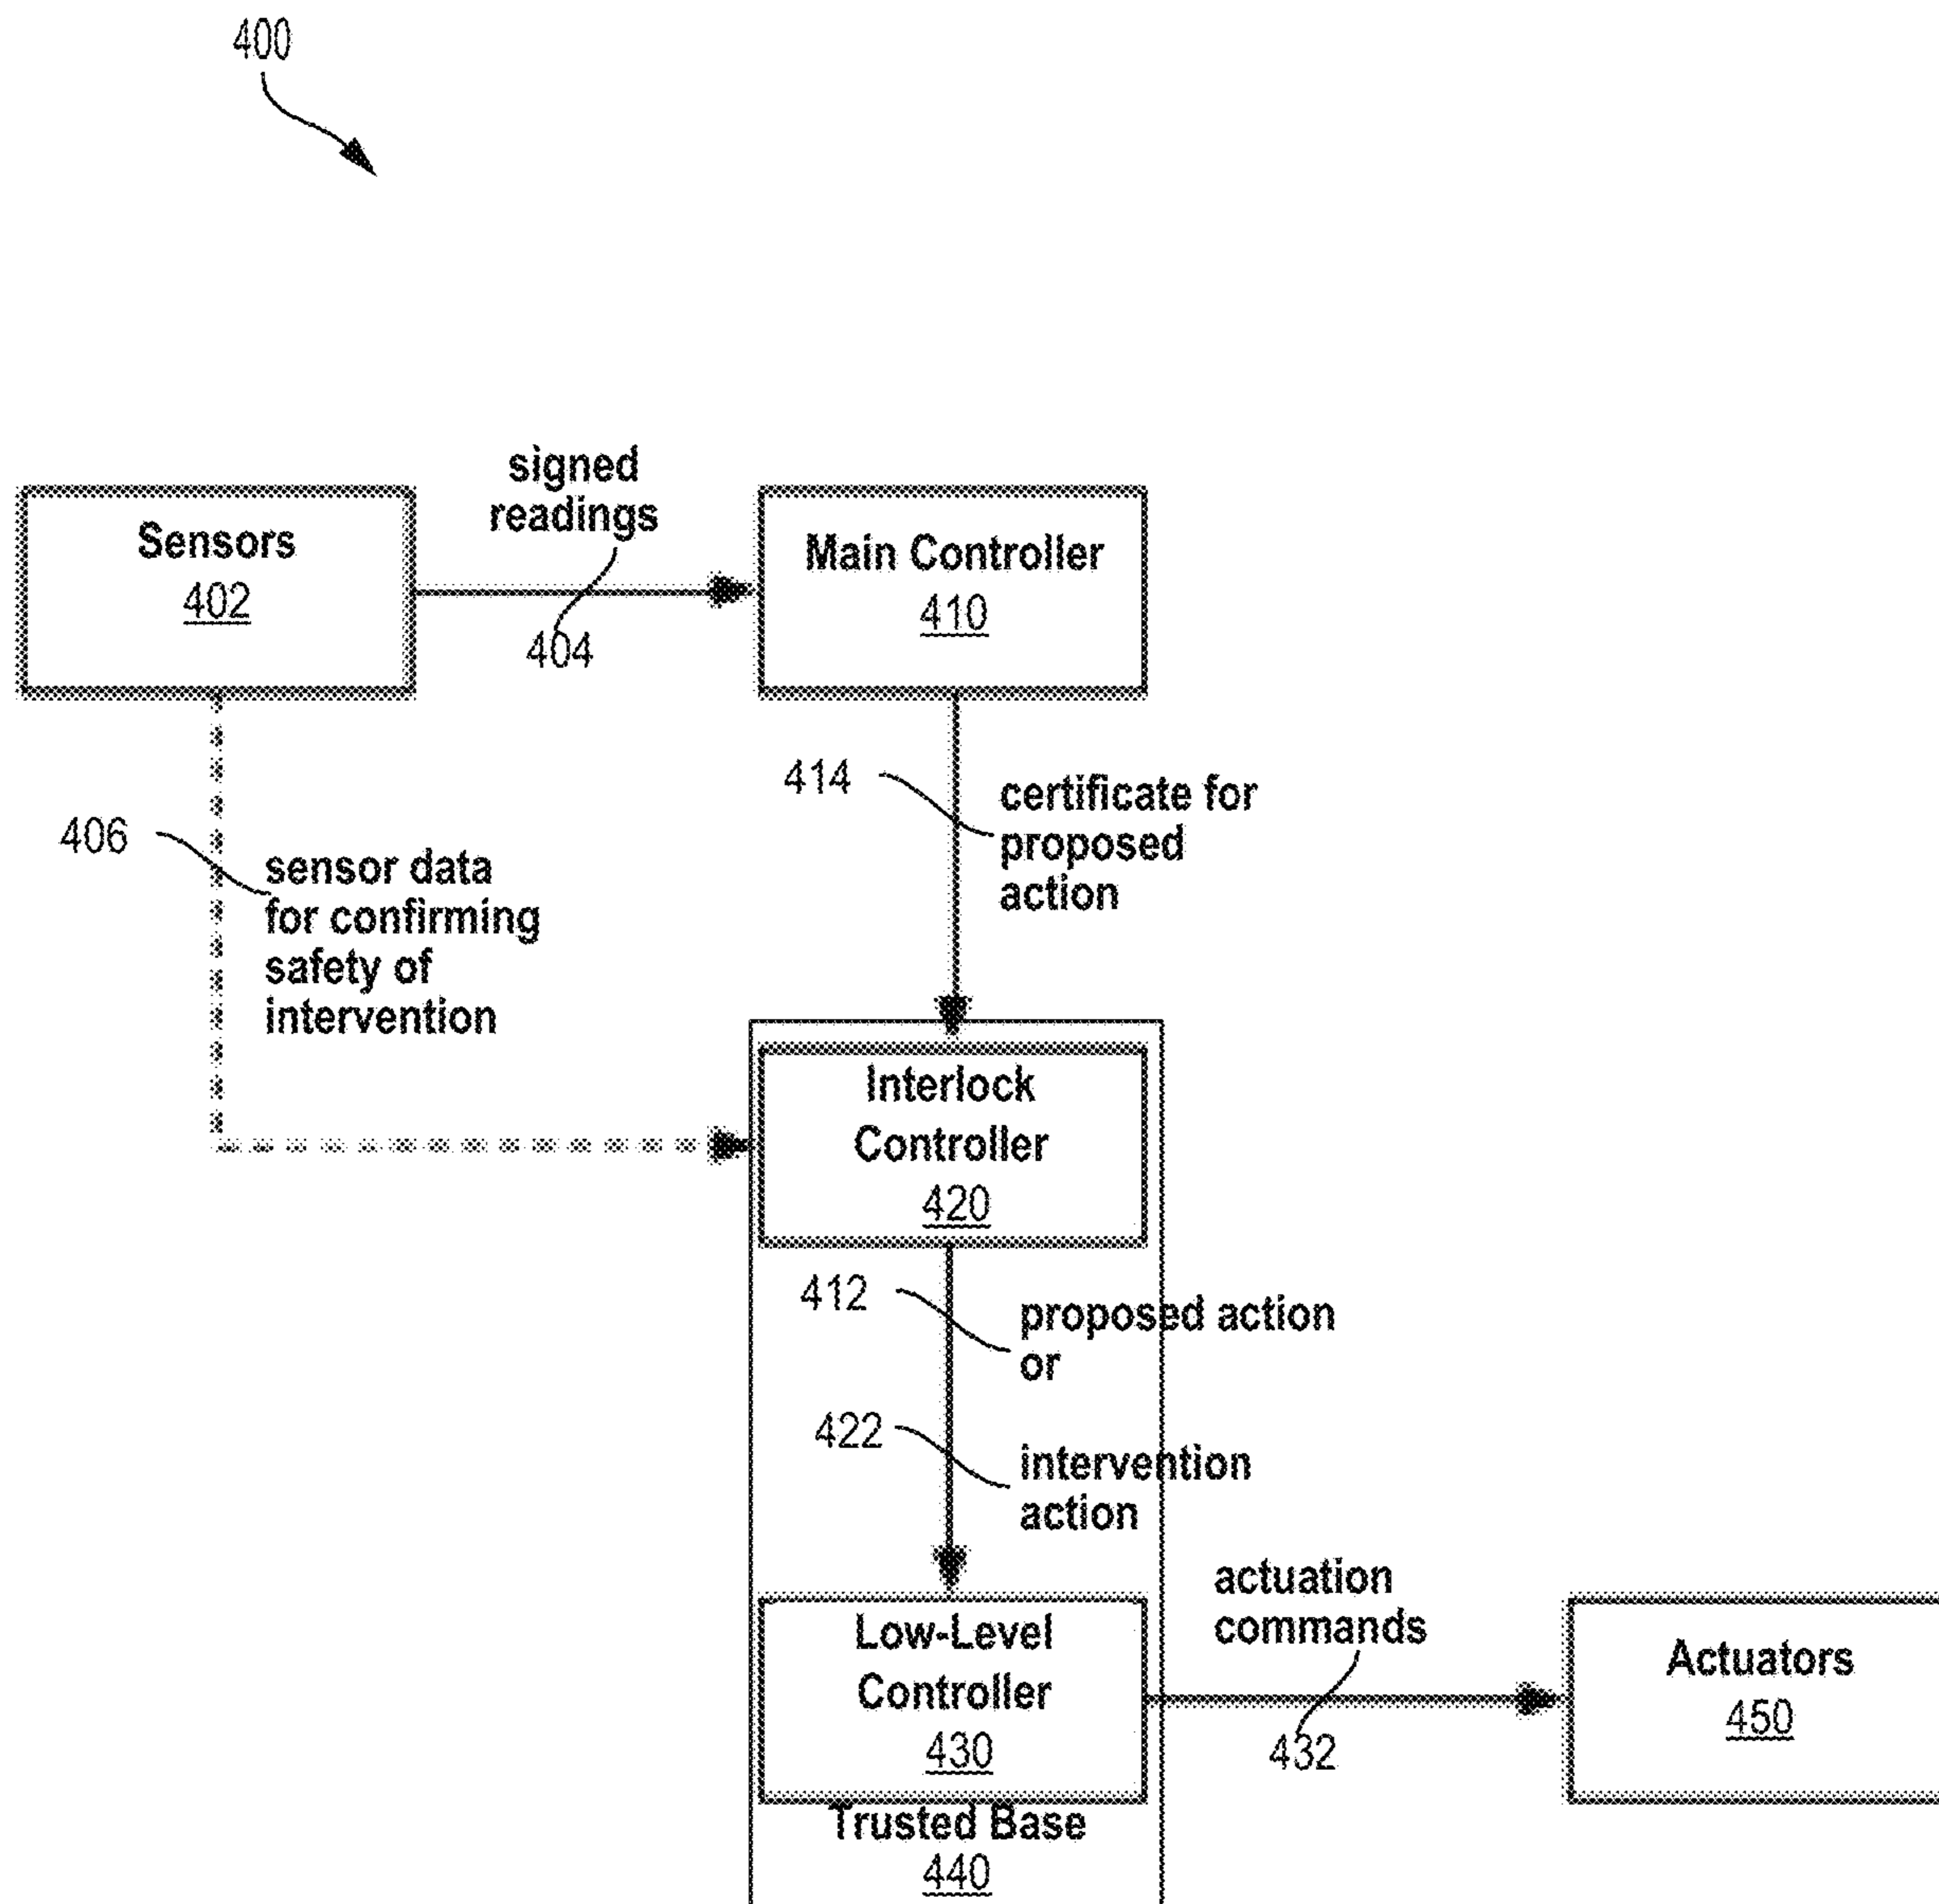 400
signed
readings
Sensors
402
404
Main Controller
410
414
certificate for
proposed
action
406
sensor data
for confirming
safety of
intervention
Interlock
Controller
420
412
proposed action
or
422
intervention
action
Low-Level
Controller
430
actuation
commands
432
Actuators
450
Trusted Base
440